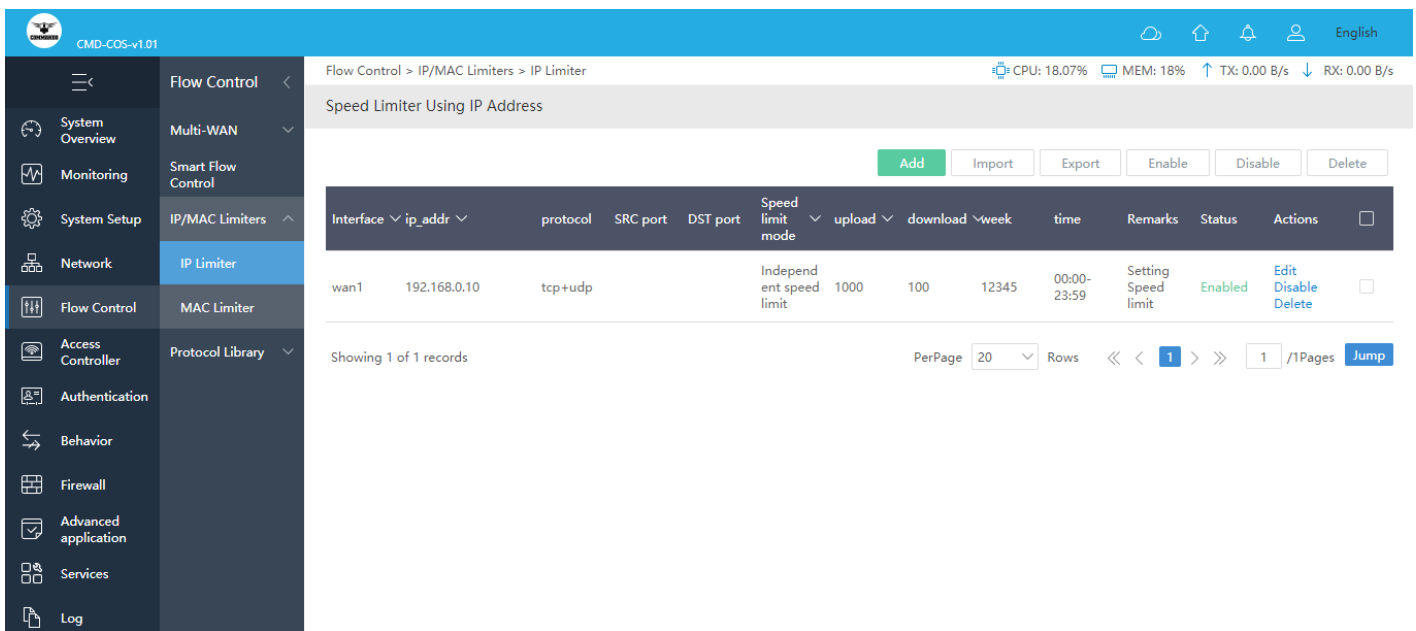 COMMANDO
CMD-COS-v1.01
English
Flow Control
Flow Control > IP/MAC Limiters > IP Limiter
CPU: 18.07%
MEM: 18%
TX: 0.00 B/s
RX: 0.00 B/s
Speed Limiter Using IP Address
System
Overview
Monitoring
System Setup
Network
Flow Control
Access
Controller
Authentication
Behavior
Firewall
Advanced
application
Services
Log
Multi-WAN
Smart Flow
Control
IP/MAC Limiters
IP Limiter
MAC Limiter
Protocol Library
Add Import Export Enable Disable Delete
Interface ip_addr protocol SRC port DST port Speed
limit
mode
upload download week time Remarks Status Actions
wan1 192.168.0.10 tcp+udp Independ
ent speed
limit
1000 100 12345 00:00-
23:59
Setting
Speed
limit
Enabled
Edit
Disable
Delete
Showing 1 of 1 records
PerPage 20 Rows 1 1 /1Pages Jump